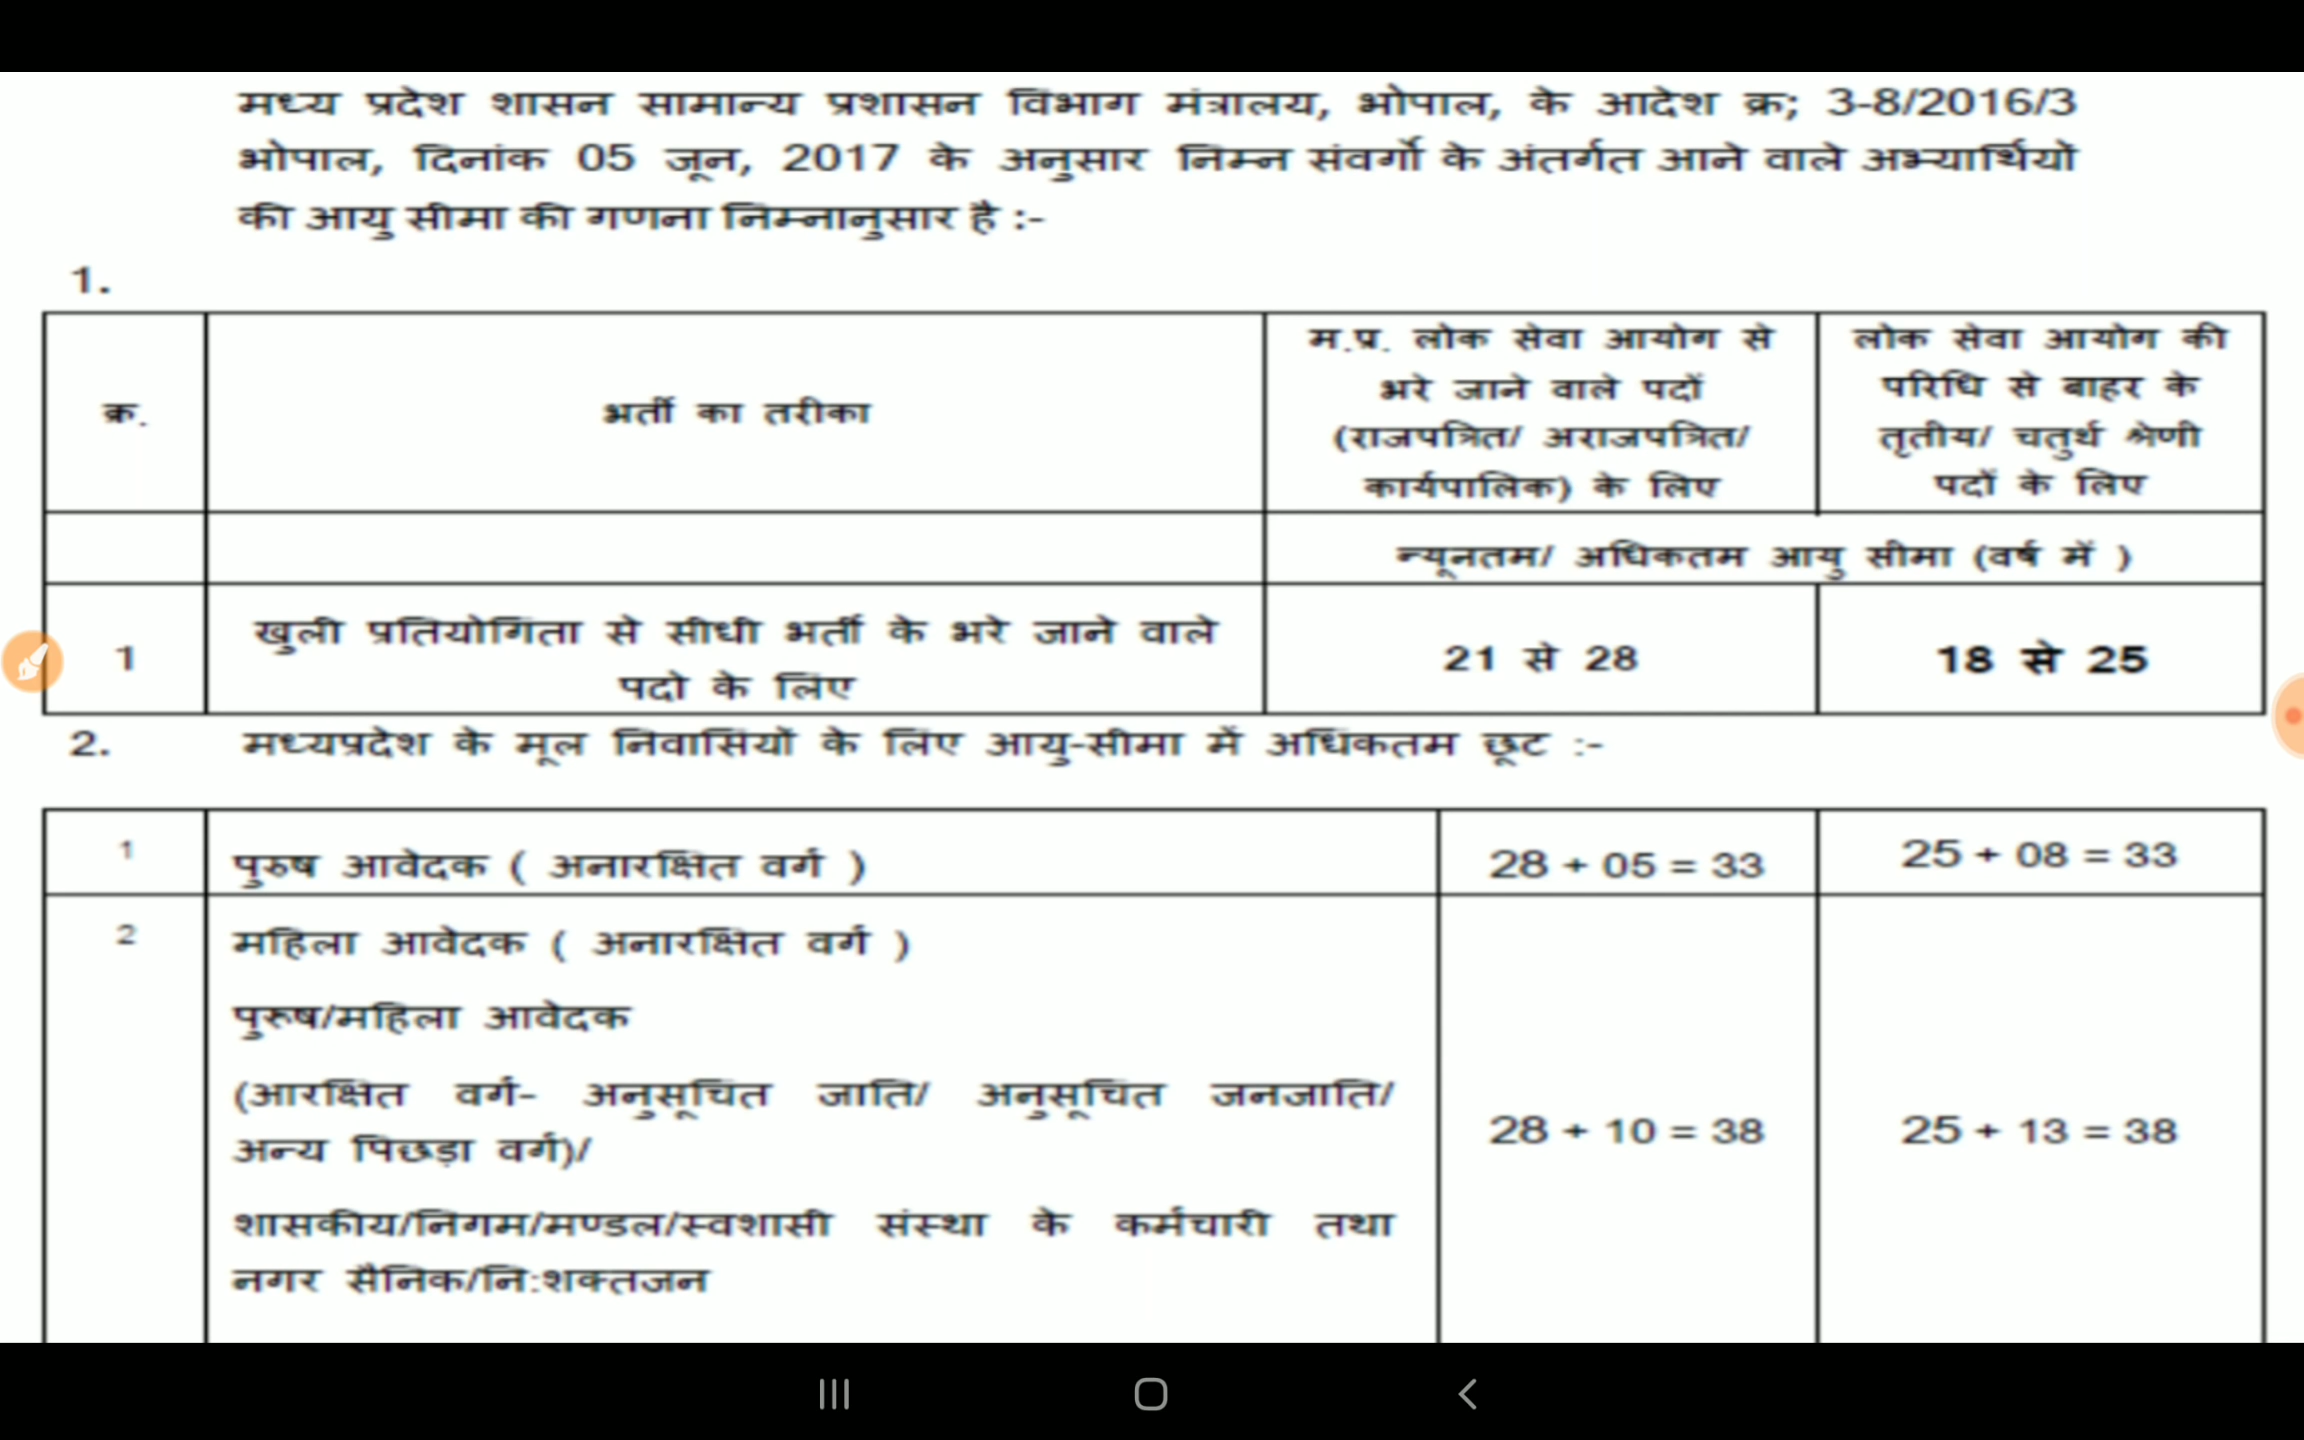 मध्य प्रदेश शासन सामान्य प्रशासन विभाग मंत्रालय, भोपाल, के आदेश क्र; 3-8/2016/3
भोपाल, दिनांक 05 जून, 2017 के अनुसार निम्न संवर्गो के अंतर्गत आने वाले अभ्यार्थियो
की आयु सीमा की गणना निम्नानुसार है :-
1.
क्र.
भर्ती का तरीका
म.प्र. लोक सेवा आयोग से
भरे जाने वाले पदों
(राजपत्रित/ अराजपत्रित/
कार्यपालिक) के लिए
लोक सेवा आयोग की
परिधि से बाहर के
तृतीय/ चतुर्थ श्रेणी
पदों के लिए
न्यूनतम/ अधिकतम आयु सीमा (वर्ष में )
1
खुली प्रतियोगिता से सीधी भर्ती के भरे जाने वाले
पदो के लिए
21 से 28
18 से 25
2. मध्यप्रदेश के मूल निवासियों के लिए आयु-सीमा में अधिकतम छूट :-
1
पुरुष आवेदक ( अनारक्षित वर्ग )
28 + 05 = 33
25 + 08 = 33
2
महिला आवेदक ( अनारक्षित वर्ग )
पुरूष/महिला आवेदक
(आरक्षित वर्ग- अनुसूचित जाति/ अनुसूचित जनजाति/
अन्य पिछड़ा वर्ग)/
शासकीय/निगम/मण्डल/स्वशासी संस्था के कर्मचारी तथा
नगर सैनिक/नि:शक्तजन
28 + 10 = 38
25 + 13 = 38